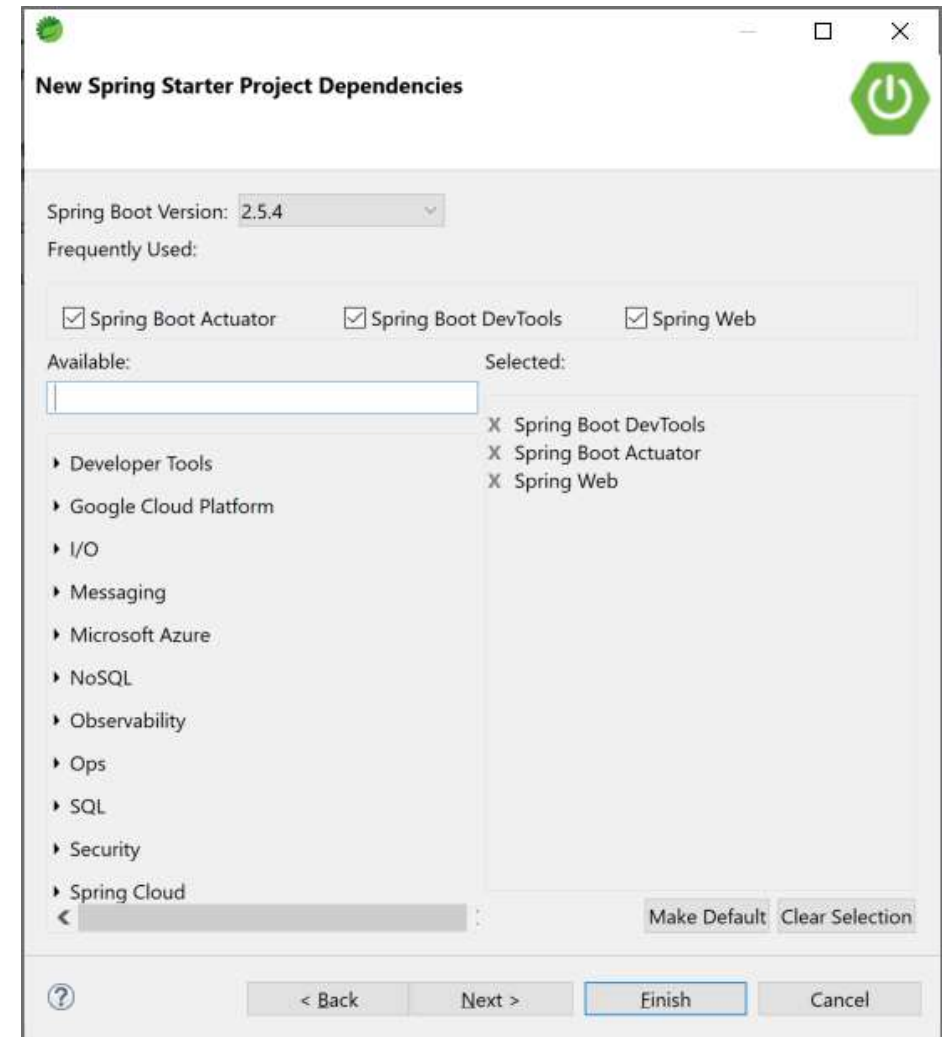 New Spring Starter Project Dependencies
Spring Boot Version: 2.5.4
Frequently Used:
Spring Boot Actuator Spring Boot DevTools Spring Web
Available:
Selected:
X Spring Boot DevTools
X Spring Boot Actuator
X Spring Web
Developer Tools
Google Cloud Platform
I/O
Messaging
Microsoft Azure
NoSQL
Observability
Ops
SQL
Security
Spring Cloud
Make Default Clear Selection
? < Back Next > Finish Cancel